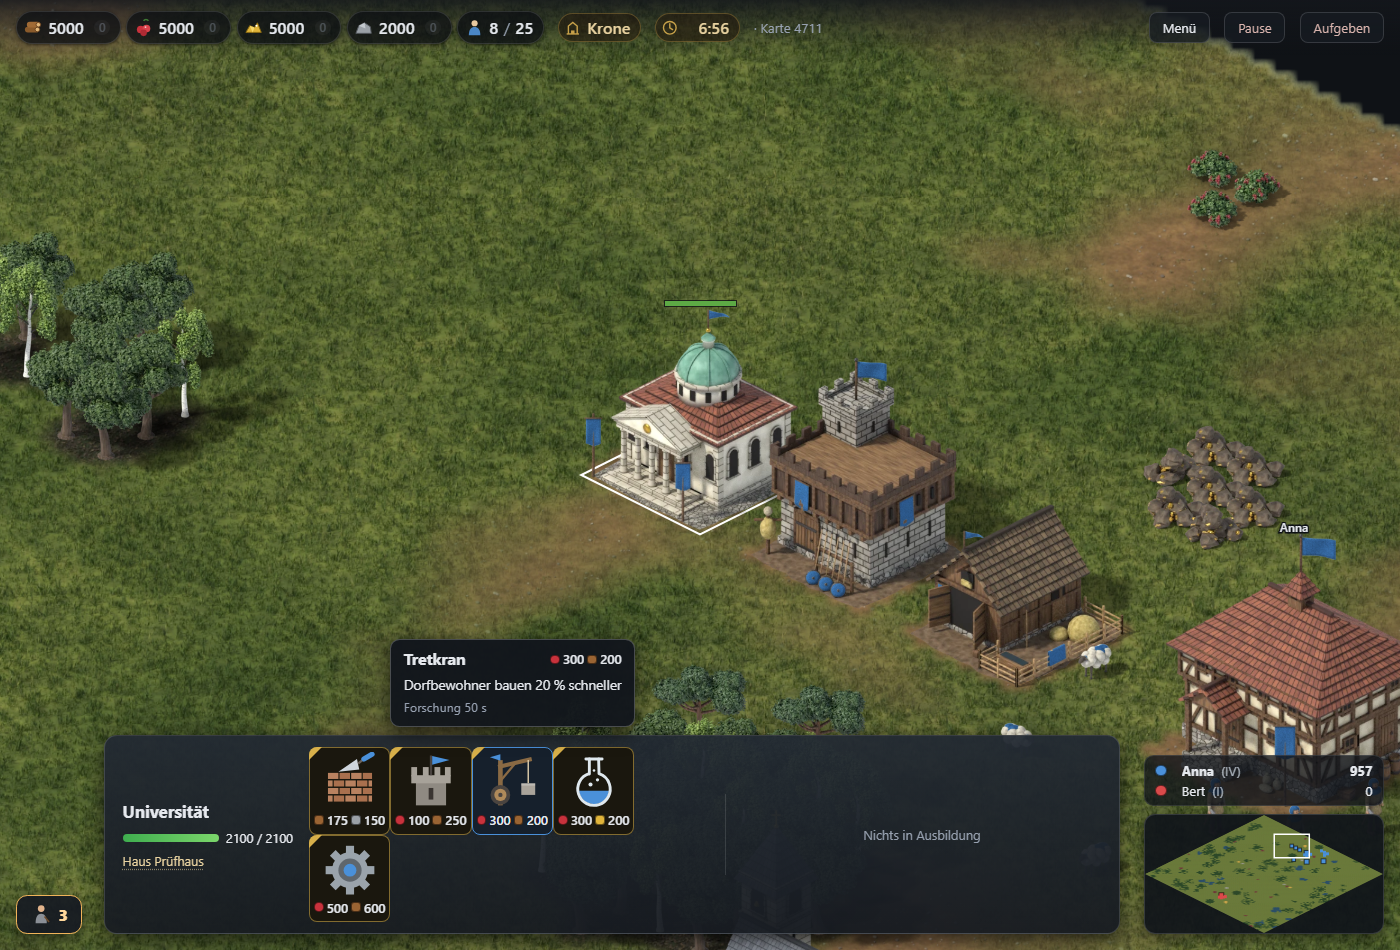 5000 0 5000 0 5000 0 2000 0 8 / 25 Krone 6:56 · Karte 4711 Menü Pause Aufgeben
Anna
Tretkran 300 200
Dorfbewohner bauen 20 % schneller
Forschung 50 s
Universität
2100 / 2100
Haus Prüfhaus
175 150 100 250 300 200 300 200
500 600
Nichts in Ausbildung
Anna (IV) 957
Bert (I) 0
3